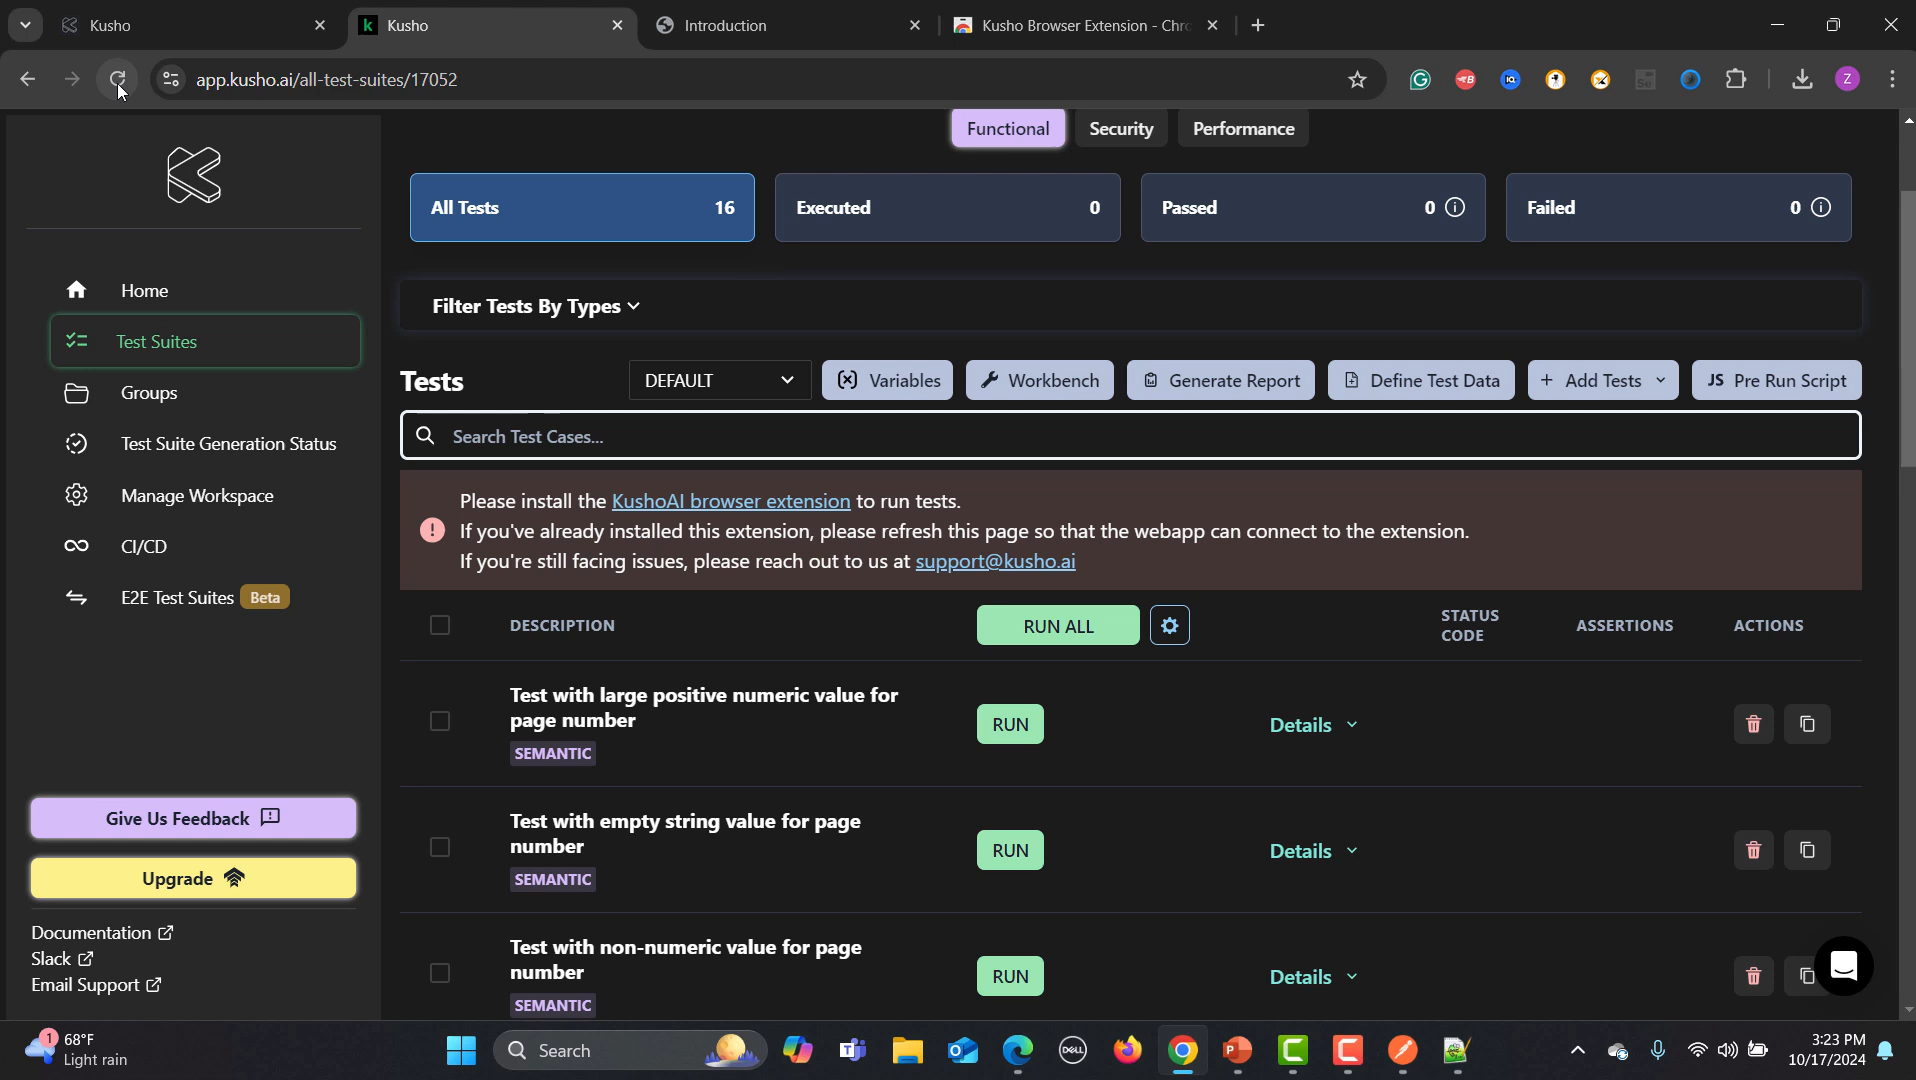 Kusho
Kusho
Introduction
Kusho Browser Extension - Chro
app.kusho.ai/all-test-suites/17052
Z
Functional
Security
Performance
All Tests 16
Executed 0
Passed 0
Failed 0
Home
Test Suites
Groups
Test Suite Generation Status
Manage Workspace
CI/CD
E2E Test Suites Beta
Give Us Feedback
Upgrade
Documentation
Slack
Email Support
Filter Tests By Types
Tests
DEFAULT
Variables
Workbench
Generate Report
Define Test Data
+ Add Tests
JS Pre Run Script
Search Test Cases...
Please install the KushoAI browser extension to run tests.
If you've already installed this extension, please refresh this page so that the webapp can connect to the extension.
If you're still facing issues, please reach out to us at support@kusho.ai
DESCRIPTION
RUN ALL
STATUS
CODE
ASSERTIONS
ACTIONS
Test with large positive numeric value for
page number
SEMANTIC
RUN
Details
Test with empty string value for page
number
SEMANTIC
RUN
Details
Test with non-numeric value for page
number
SEMANTIC
RUN
Details
1
68°F
Light rain
Search
DELL
3:23 PM
10/17/2024